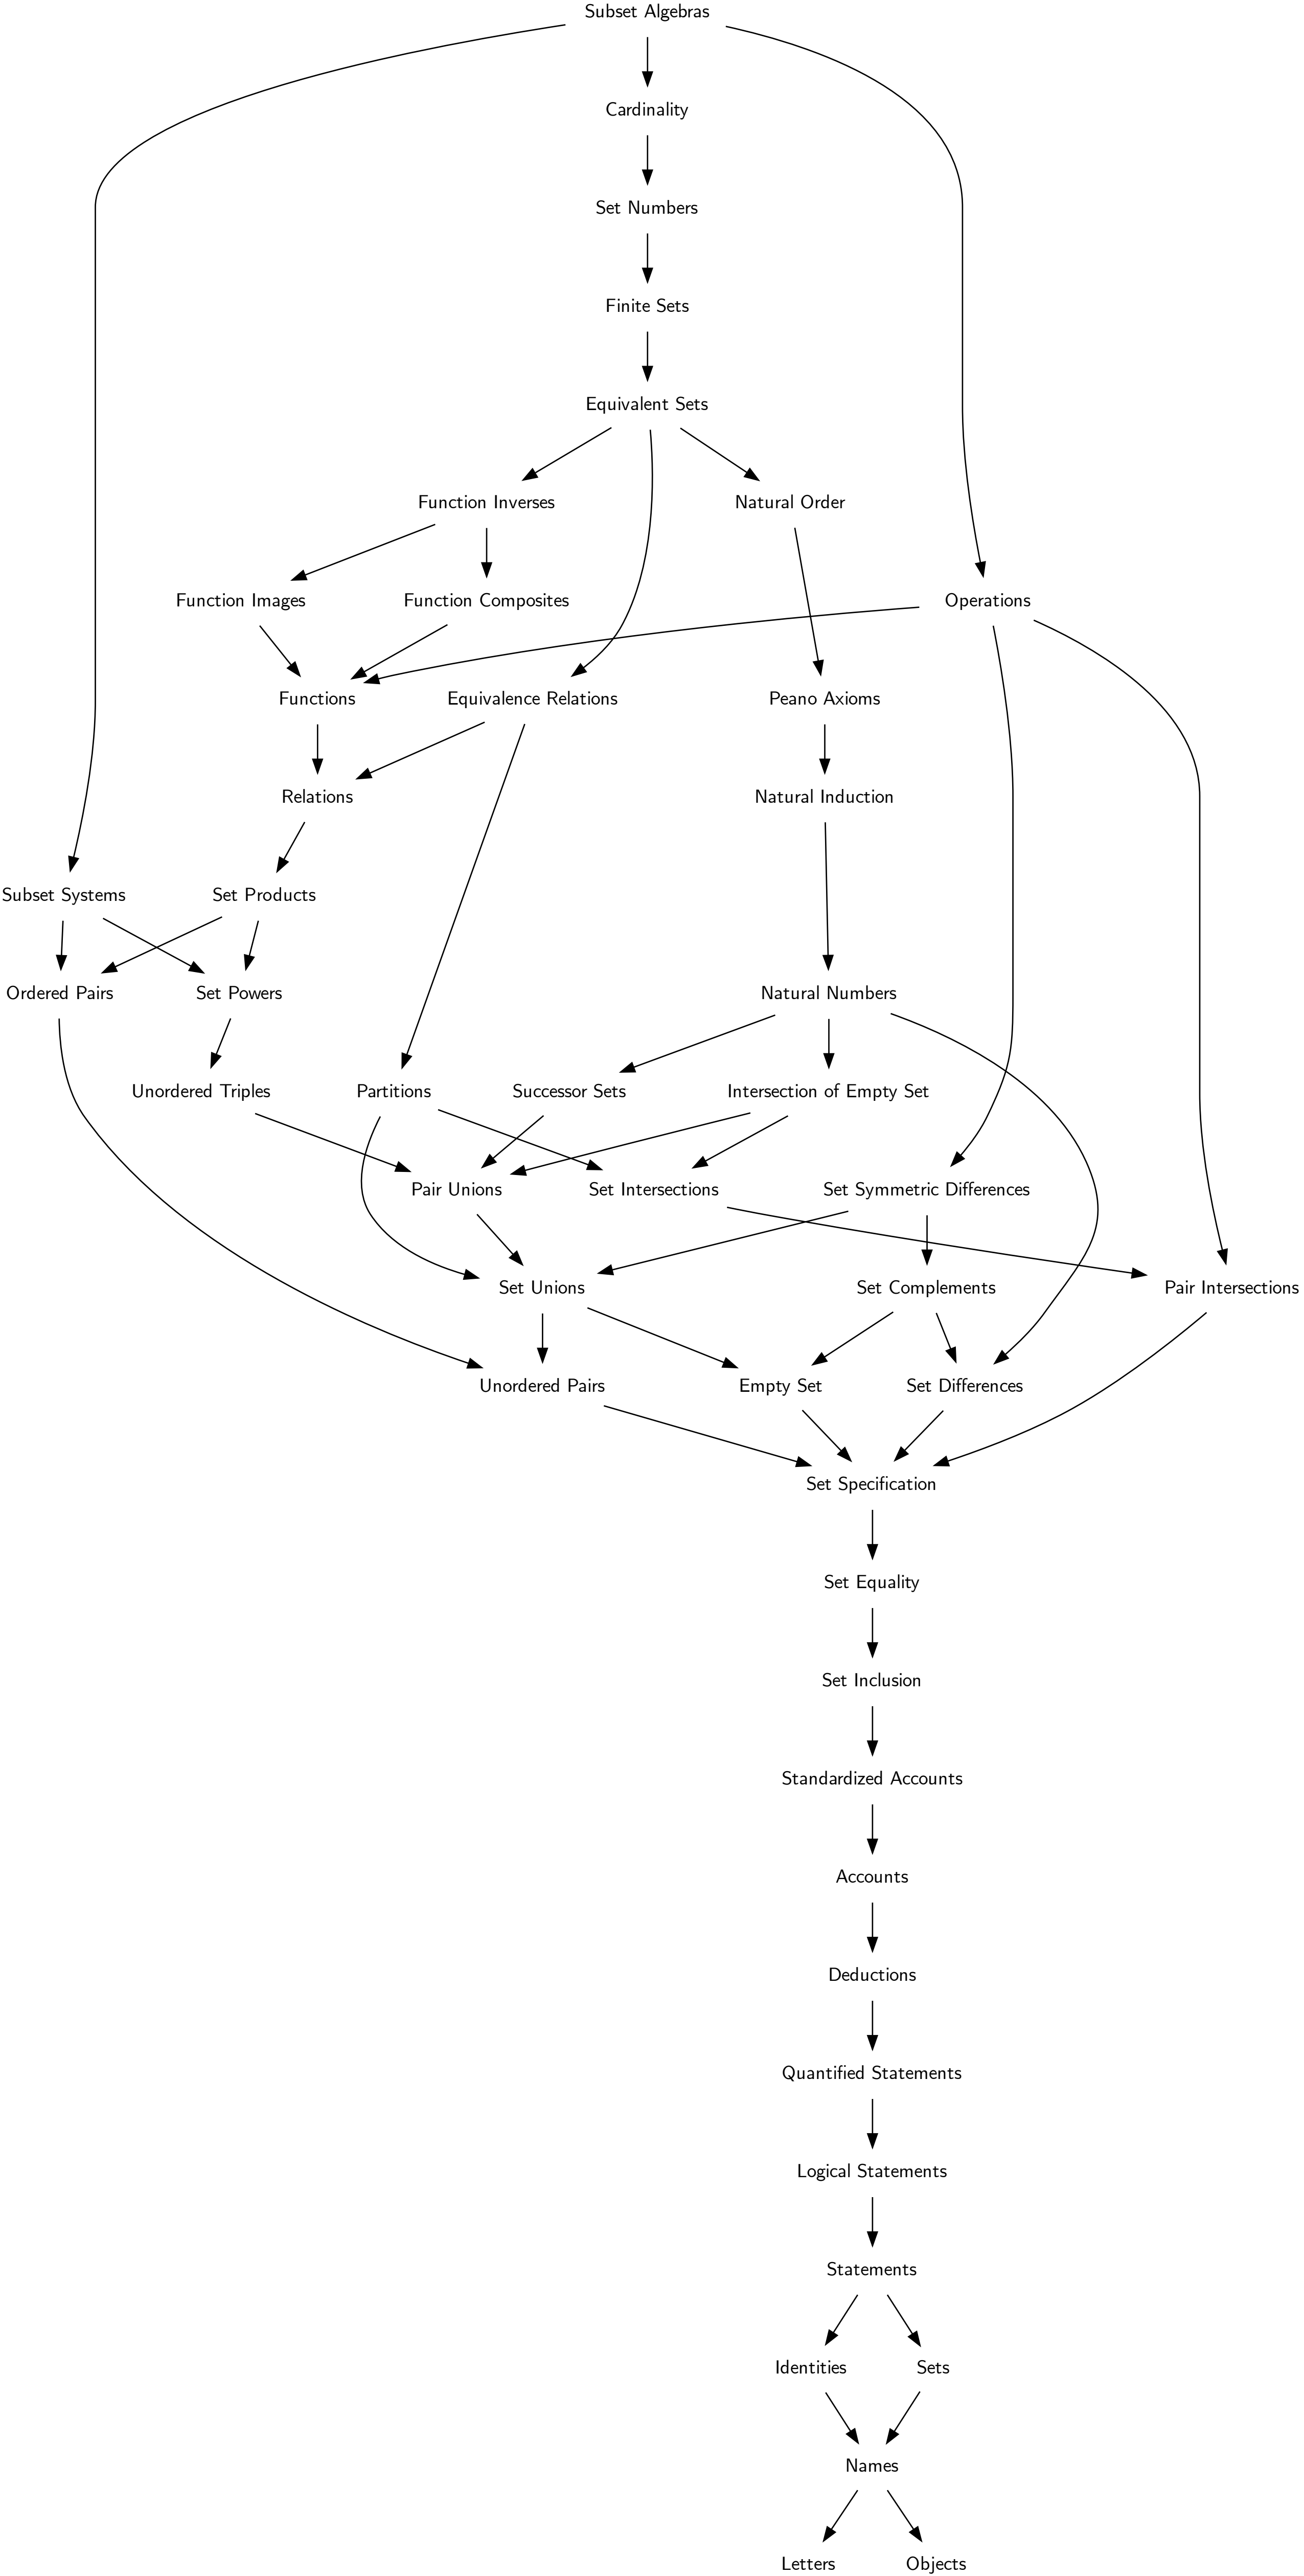 Subset Algebras
Cardinality
Set Numbers
Finite Sets
Equivalent Sets
Function Inverses
Natural Order
Function Images
Function Composites
Operations
Functions
Equivalence Relations
Peano Axioms
Relations
Natural Induction
Subset Systems
Set Products
Ordered Pairs
Set Powers
Natural Numbers
Unordered Triples
Partitions
Successor Sets
Intersection of Empty Set
Pair Unions
Set Intersections
Set Symmetric Differences
Set Unions
Set Complements
Pair Intersections
Unordered Pairs
Empty Set
Set Differences
Set Specification
Set Equality
Set Inclusion
Standardized Accounts
Accounts
Deductions
Quantified Statements
Logical Statements
Statements
Identities
Sets
Names
Letters
Objects